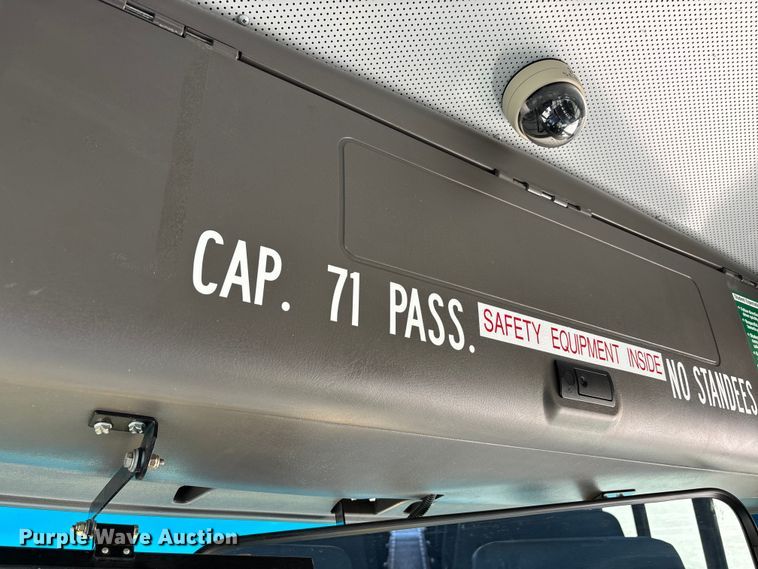 CAP. 71 PASS.
SAFETY EQUIPMENT INSIDE
NO STANDEES
Purple Wave Auction